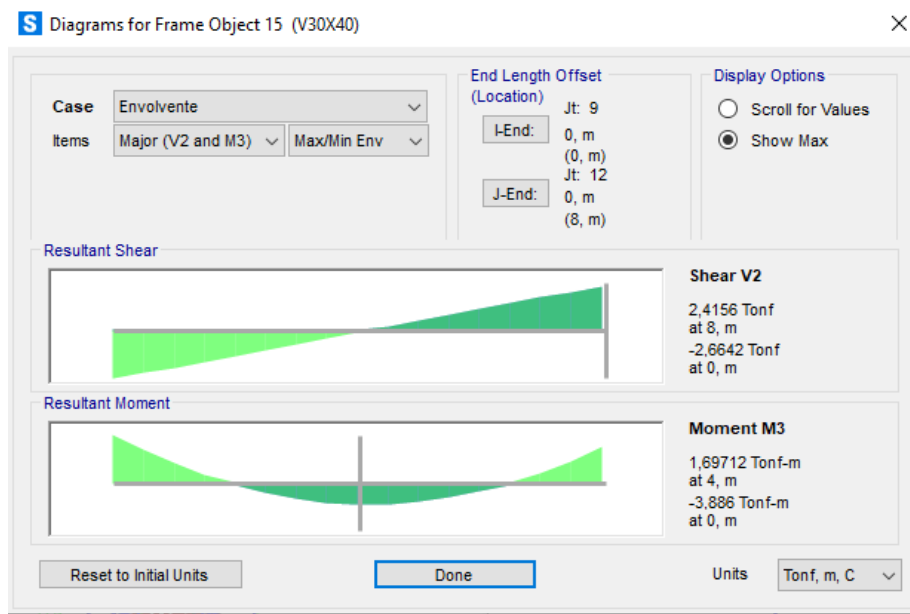 S Diagrams for Frame Object 15 (V30X40)
Case Envolvente
Items Major (V2 and M3) Max/Min Env
End Length Offset
(Location)
Jt: 9
I-End: 0, m
(0, m)
Jt: 12
J-End: 0, m
(8, m)
Display Options
Scroll for Values
Show Max
Resultant Shear
Shear V2
2,4156 Tonf
at 8, m
-2,6642 Tonf
at 0, m
Resultant Moment
Moment M3
1,69712 Tonf-m
at 4, m
-3,886 Tonf-m
at 0, m
Reset to Initial Units
Done
Units Tonf, m, C